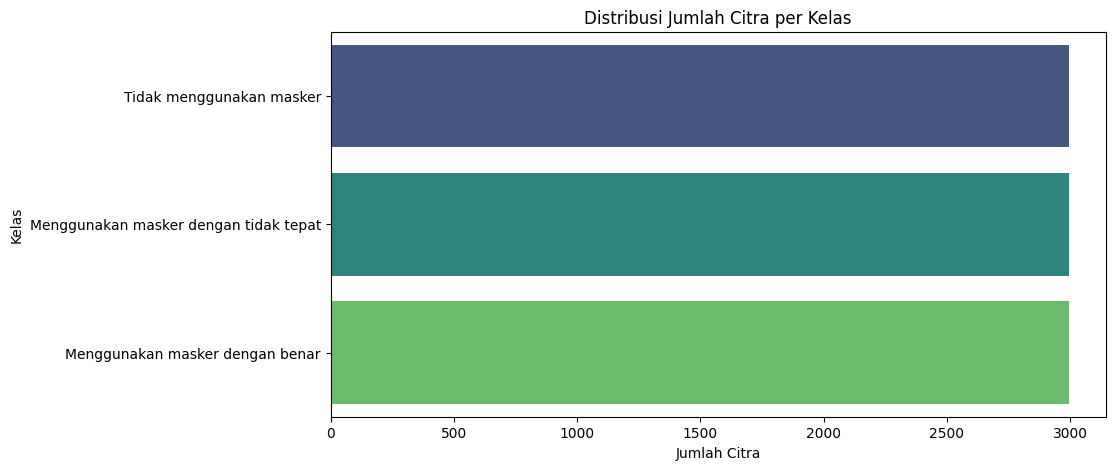 Distribusi Jumlah Citra per Kelas
Kelas
Tidak menggunakan masker
Menggunakan masker dengan tidak tepat
Menggunakan masker dengan benar
0 500 1000 1500 2000 2500 3000
Jumlah Citra